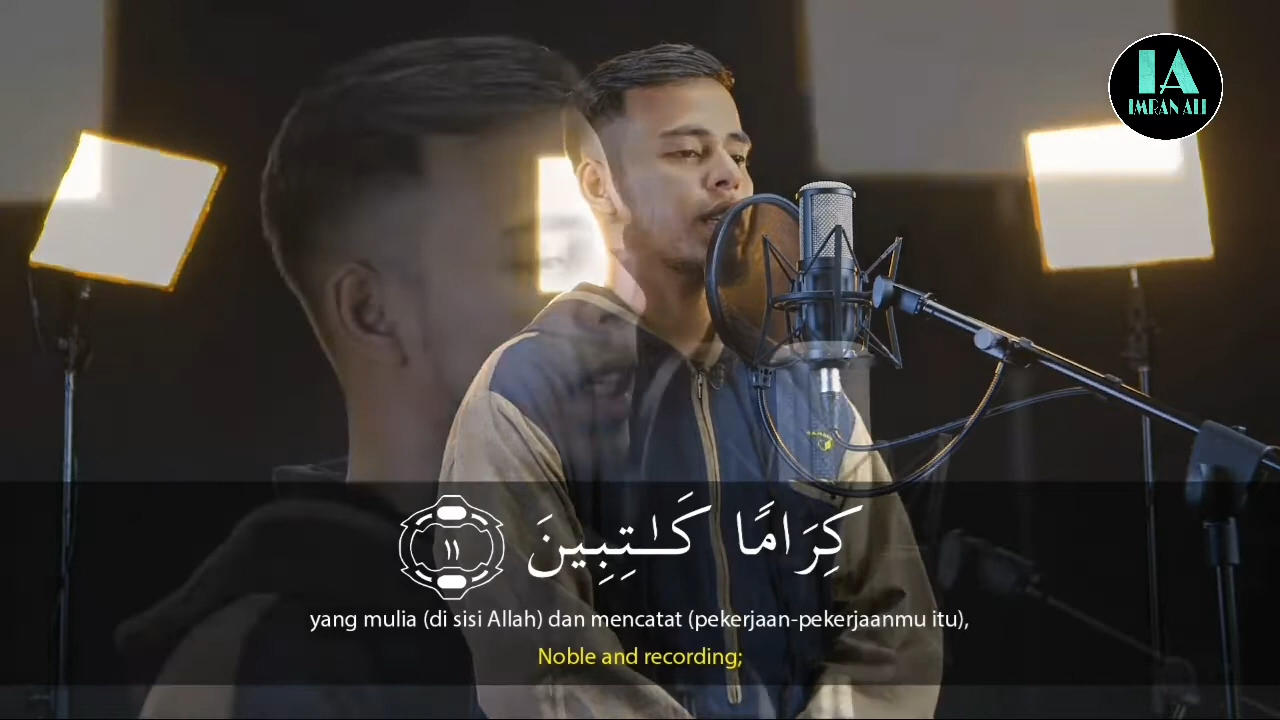 IA
IMRAN ALI
كِرَامًا كَـٰتِبِينَ ١١
yang mulia (di sisi Allah) dan mencatat (pekerjaan-pekerjaanmu itu),
Noble and recording;